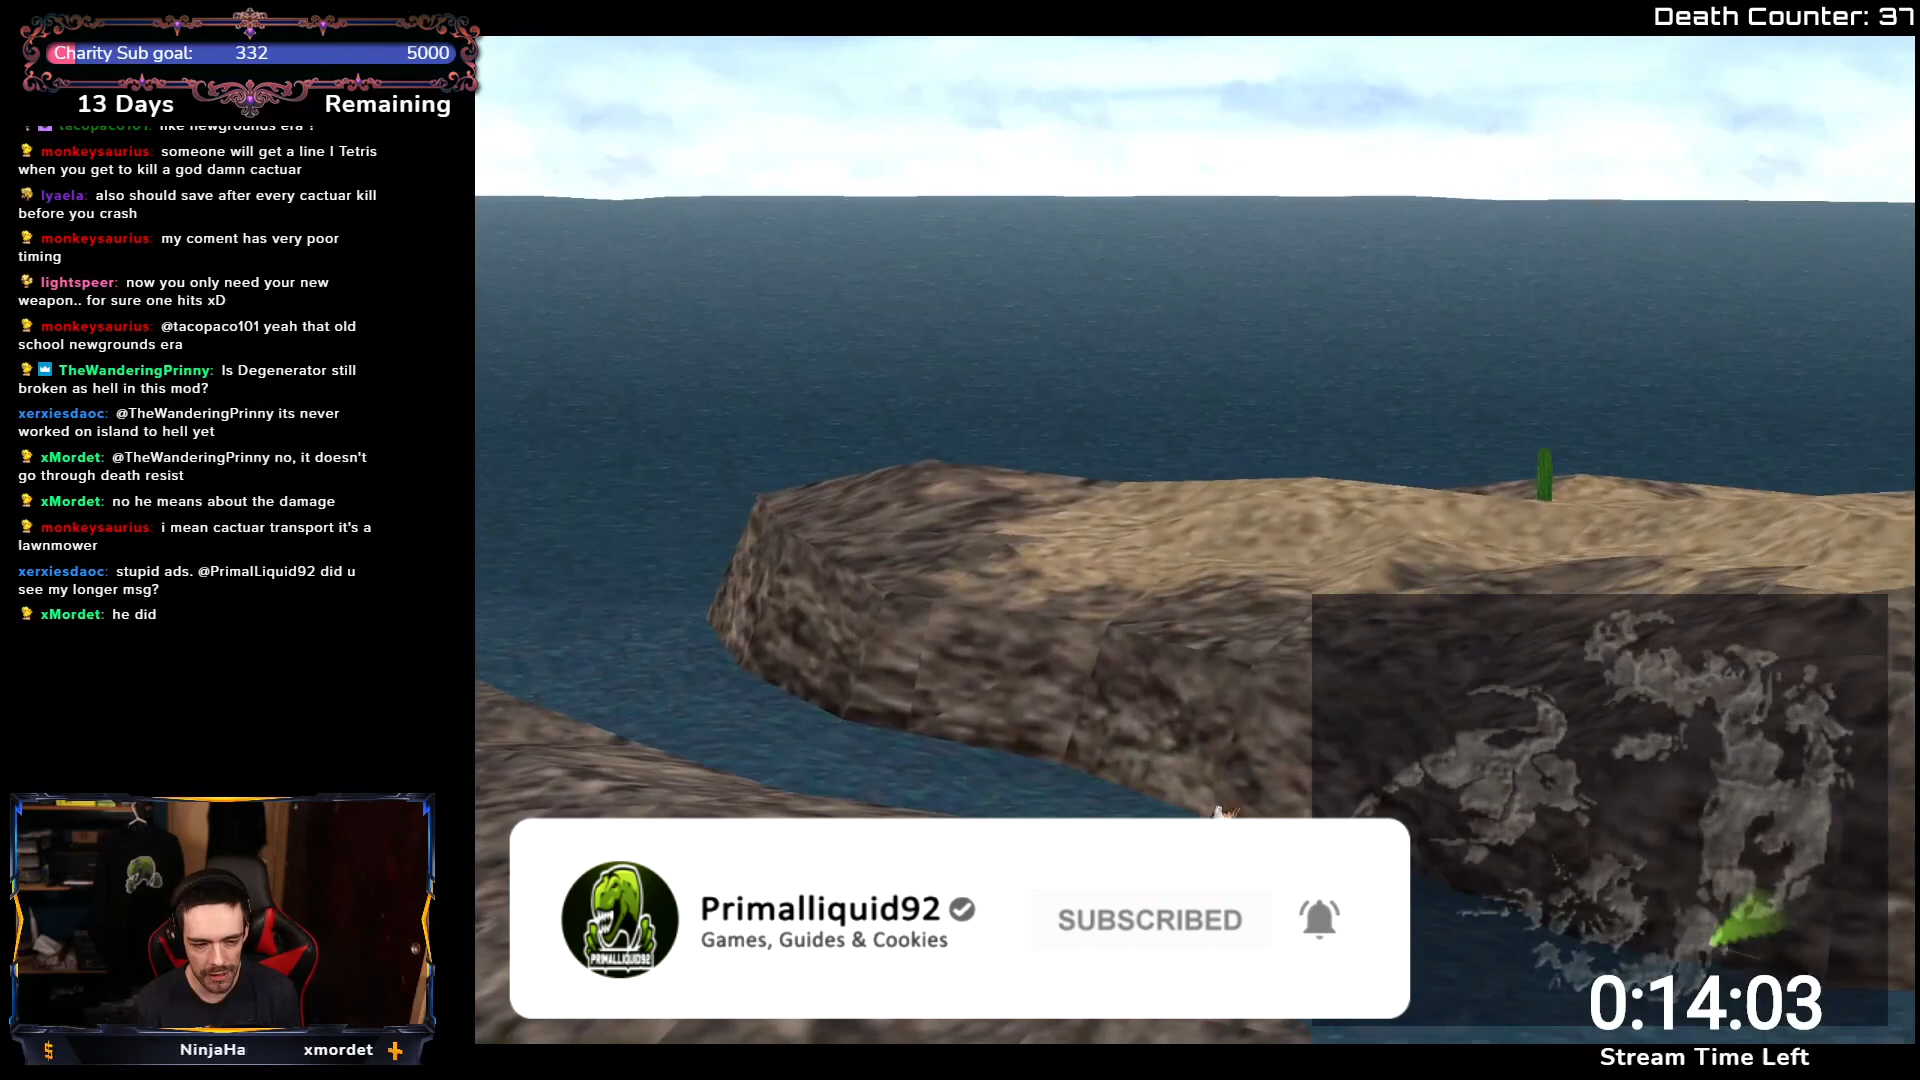 Death Counter: 37
Charity Sub goal: 332 5000
13 Days Remaining
tacopaco101: like newgrounds era ?
monkeysaurius: someone will get a line I Tetris
when you get to kill a god damn cactuar
lyaela: also should save after every cactuar kill
before you crash
monkeysaurius: my coment has very poor
timing
lightspeer: now you only need your new
weapon.. for sure one hits xD
monkeysaurius: @tacopaco101 yeah that old
school newgrounds era
TheWanderingPrinny: Is Degenerator still
broken as hell in this mod?
xerxiesdaoc: @TheWanderingPrinny its never
worked on island to hell yet
xMordet: @TheWanderingPrinny no, it doesn't
go through death resist
xMordet: no he means about the damage
monkeysaurius: i mean cactuar transport it's a
lawnmower
xerxiesdaoc: stupid ads. @PrimalLiquid92 did u
see my longer msg?
xMordet: he did
PRIMALLIQUID92
Primalliquid92
Games, Guides & Cookies
SUBSCRIBED
0:14:03
Stream Time Left
$ NinjaHa xmordet +